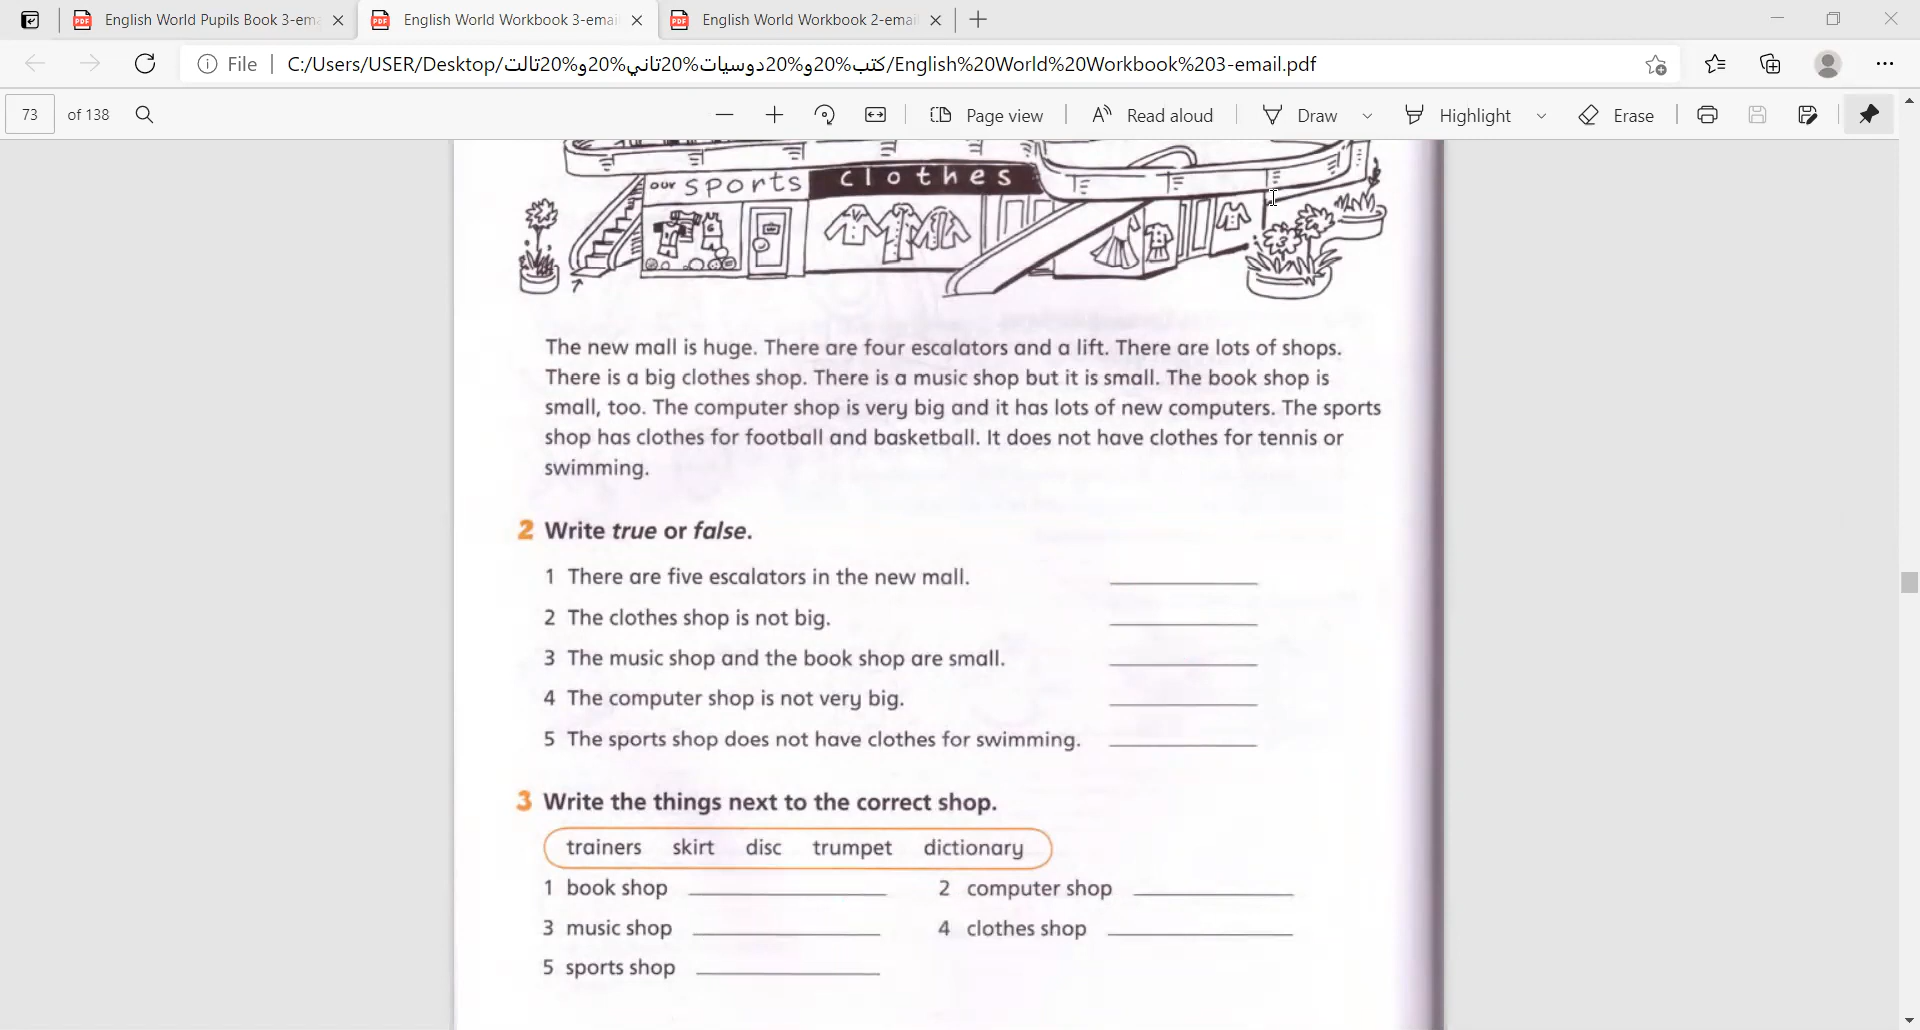 English World Pupils Book 3-ema
English World Workbook 3-email
English World Workbook 2-email
File
C:/Users/USER/Desktop/كتب%20و%20دوسيات%20تاني%20و%20تالت/English%20World%20Workbook%203-email.pdf
73 of 138
Page view
Read aloud
Draw
Highlight
Erase
our sports
clothes
The new mall is huge. There are four escalators and a lift. There are lots of shops.
There is a big clothes shop. There is a music shop but it is small. The book shop is
small, too. The computer shop is very big and it has lots of new computers. The sports
shop has clothes for football and basketball. It does not have clothes for tennis or
swimming.
2 Write true or false.
1 There are five escalators in the new mall.
2 The clothes shop is not big.
3 The music shop and the book shop are small.
4 The computer shop is not very big.
5 The sports shop does not have clothes for swimming.
3 Write the things next to the correct shop.
trainers skirt disc trumpet dictionary
1 book shop
2 computer shop
3 music shop
4 clothes shop
5 sports shop